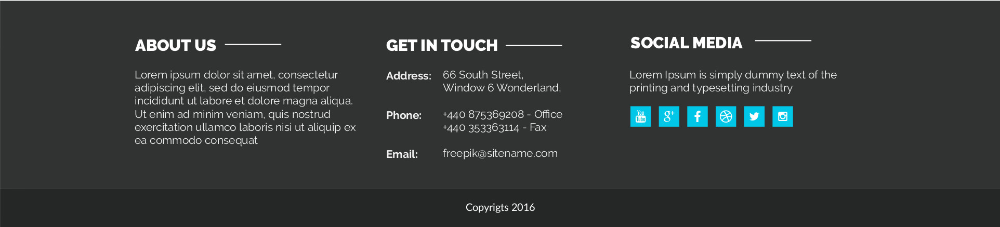 ABOUT US
Lorem ipsum dolor sit amet, consectetur
adipiscing elit, sed do eiusmod tempor
incididunt ut labore et dolore magna aliqua.
Ut enim ad minim veniam, quis nostrud
exercitation ullamco laboris nisi ut aliquip ex
ea commodo consequat
GET IN TOUCH
Address: 66 South Street,
Window 6 Wonderland,
Phone: +440 875369208 - Office
+440 353363114 - Fax
Email: freepik@sitename.com
SOCIAL MEDIA
Lorem Ipsum is simply dummy text of the
printing and typesetting industry
You
Tube
g+
f
Copyrigts 2016